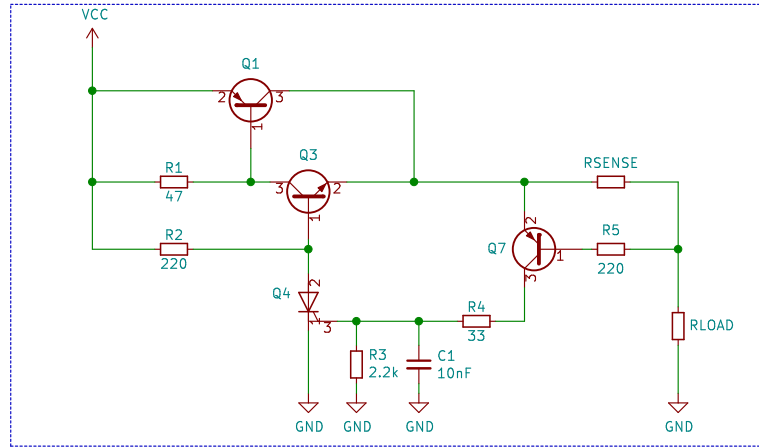 VCC
Q1
2
3
1
R1
47
Q3
3
2
1
RSENSE
R2
220
Q7
2
1
3
R5
220
Q4
2
1
3
R4
33
RLOAD
R3
2.2k
C1
10nF
GND
GND
GND
GND